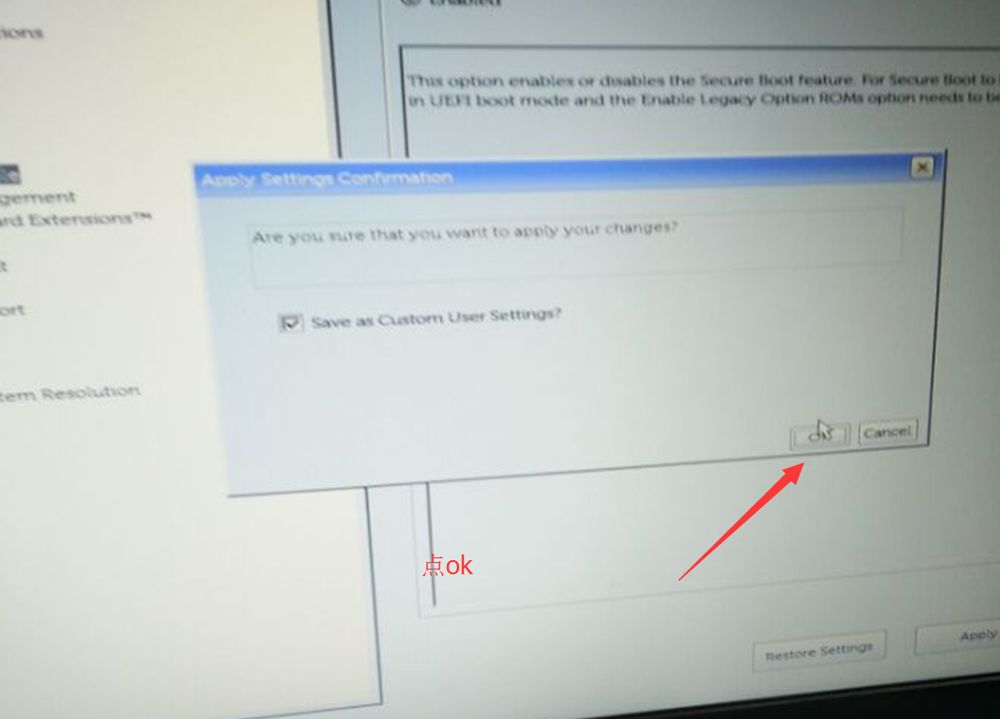 Enabled
This option enables or disables the Secure Boot feature. For Secure Boot to
in UEFI boot mode and the Enable Legacy Option ROMs option needs to be
Apply Settings Confirmation
gement
ard Extensions™
Are you sure that you want to apply your changes?
ort
Save as Custom User Settings?
tem Resolution
OK
Cancel
点ok
Restore Settings
Apply